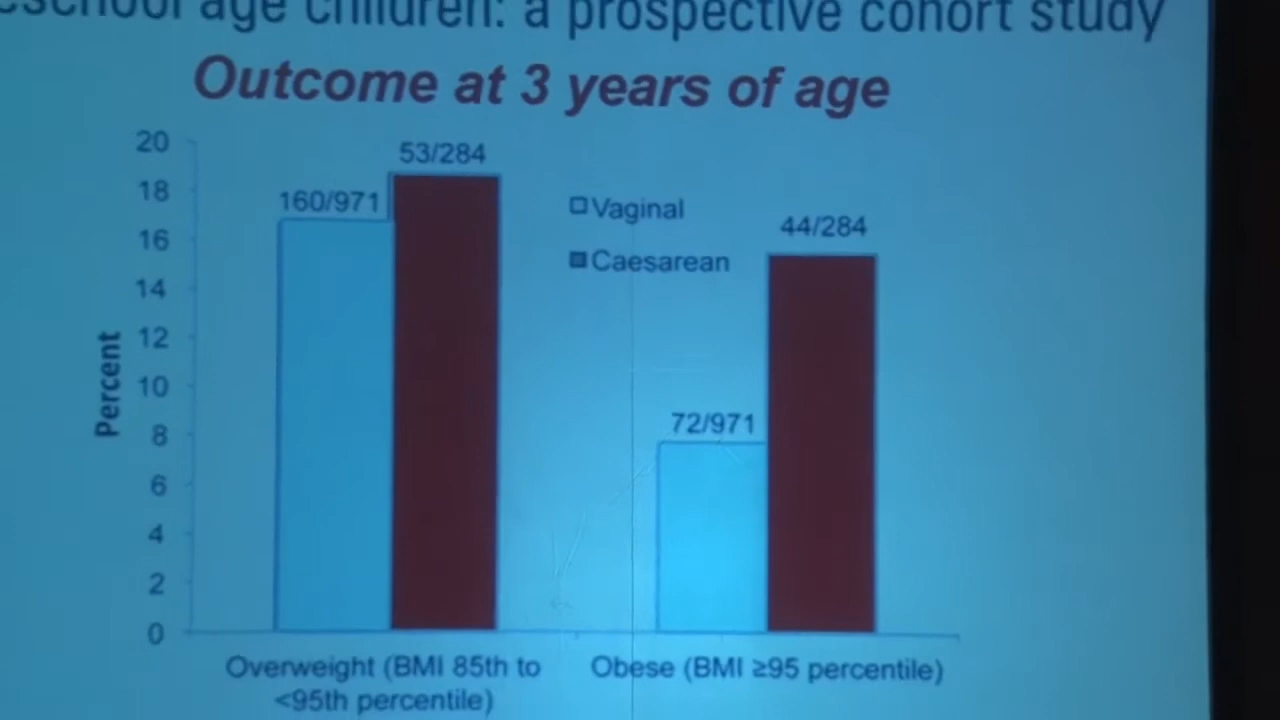 age children: a prospective cohort study
Outcome at 3 years of age
20
18
16
14
12
10
8
6
4
2
0
Percent
160/971
53/284
Vaginal
Caesarean
72/971
44/284
Overweight (BMI 85th to
<95th percentile)
Obese (BMI ≥95 percentile)